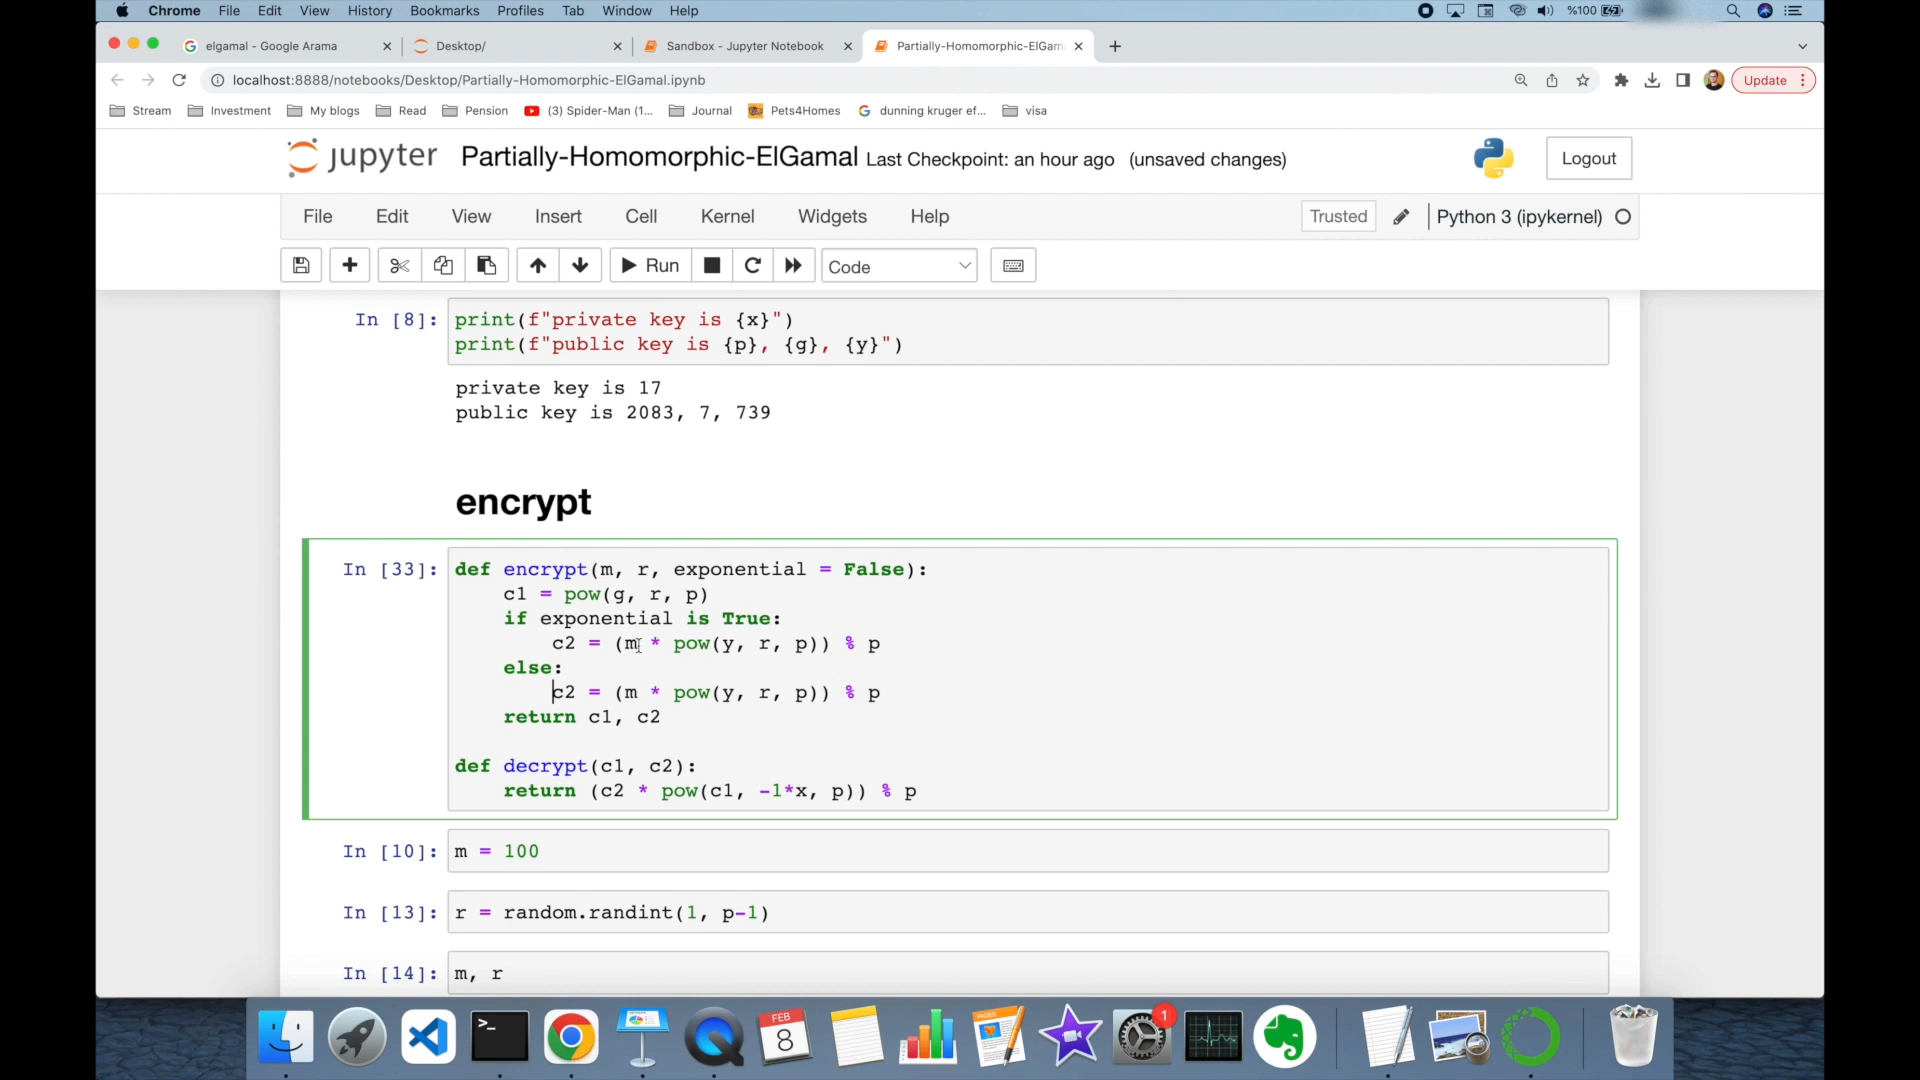 Chrome File Edit View History Bookmarks Profiles Tab Window Help %100
elgamal - Google Arama
Desktop/
Sandbox - Jupyter Notebook
Partially-Homomorphic-ElGam
localhost:8888/notebooks/Desktop/Partially-Homomorphic-ElGamal.ipynb
Update
Stream Investment My blogs Read Pension (3) Spider-Man (1... Journal Pets4Homes dunning kruger ef... visa
jupyter Partially-Homomorphic-ElGamal Last Checkpoint: an hour ago (unsaved changes)
Logout
File Edit View Insert Cell Kernel Widgets Help
Trusted Python 3 (ipykernel)
Run Code
In [8]: print(f"private key is {x}")
print(f"public key is {p}, {g}, {y}")
private key is 17
public key is 2083, 7, 739
encrypt
In [33]: def encrypt(m, r, exponential = False):
c1 = pow(g, r, p)
if exponential is True:
c2 = (m * pow(y, r, p)) % p
else:
c2 = (m * pow(y, r, p)) % p
return c1, c2
def decrypt(c1, c2):
return (c2 * pow(c1, -1*x, p)) % p
In [10]: m = 100
In [13]: r = random.randint(1, p-1)
In [14]: m, r
FEB
8
PAGES
1